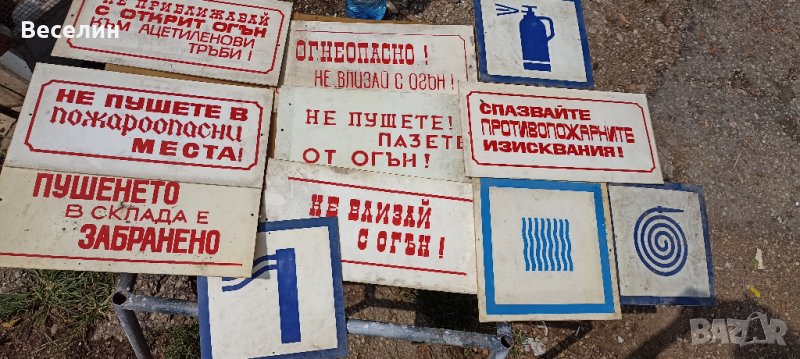 НЕ ПРИБЛИЖАВАЙ
С ОТКРИТ ОГЪН
КЪМ АЦЕТИЛЕНОВИ
ТРЪБИ!
Веселин
ОГНЕОПАСНО!
НЕ ВЛИЗАЙ С ОГЪН!
НЕ ПУШЕТЕ В
ПОЖАРООПАСНИ
МЕСТА!
НЕ ПУШЕТЕ!
ПАЗЕТЕ
ОТ ОГЪН!
СПАЗВАЙТЕ
ПРОТИВОПОЖАРНИТЕ
ИЗИСКВАНИЯ!
ПУШЕНЕТО
В СКЛАДА Е
ЗАБРАНЕНО
НЕ ВЛИЗАЙ
С ОГЪН!
BAZAR